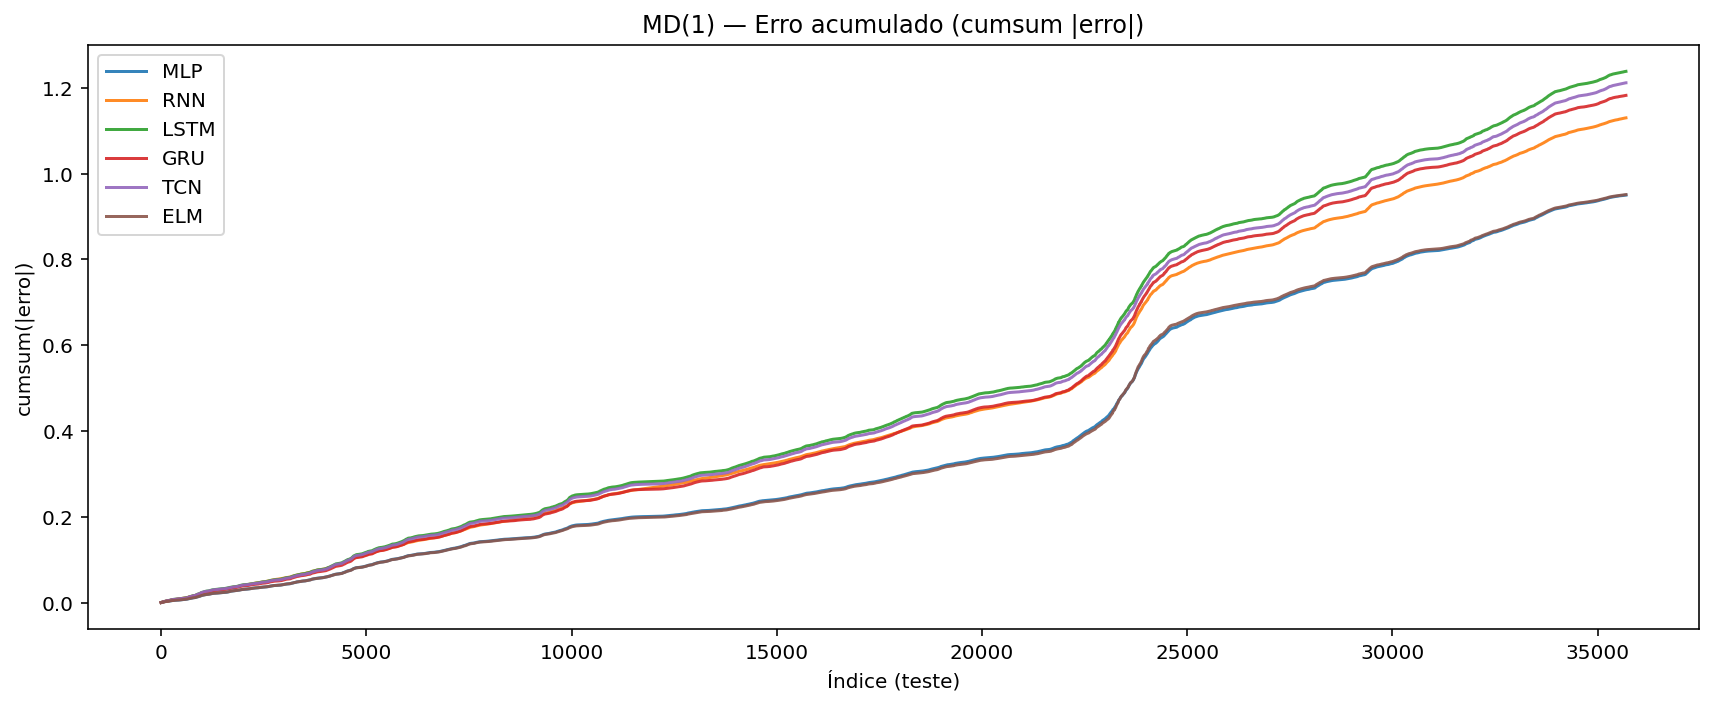 MD(1) — Erro acumulado (cumsum |erro|)
MLP
RNN
LSTM
GRU
TCN
ELM
cumsum(|erro|)
1.2
1.0
0.8
0.6
0.4
0.2
0.0
0 5000 10000 15000 20000 25000 30000 35000
Índice (teste)